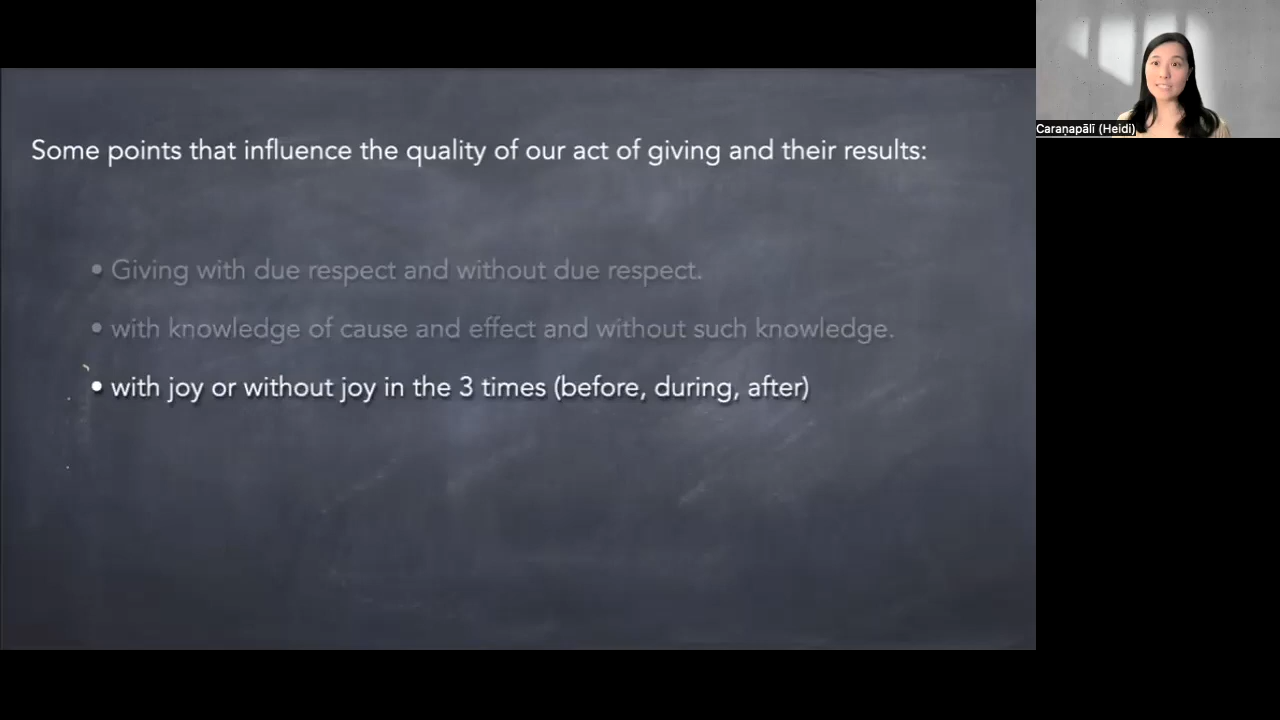 Some points that influence the quality of our act of giving and their results:
• Giving with due respect and without due respect.
• with knowledge of cause and effect and without such knowledge.
• with joy or without joy in the 3 times (before, during, after)
Caraṇapālī (Heidi)